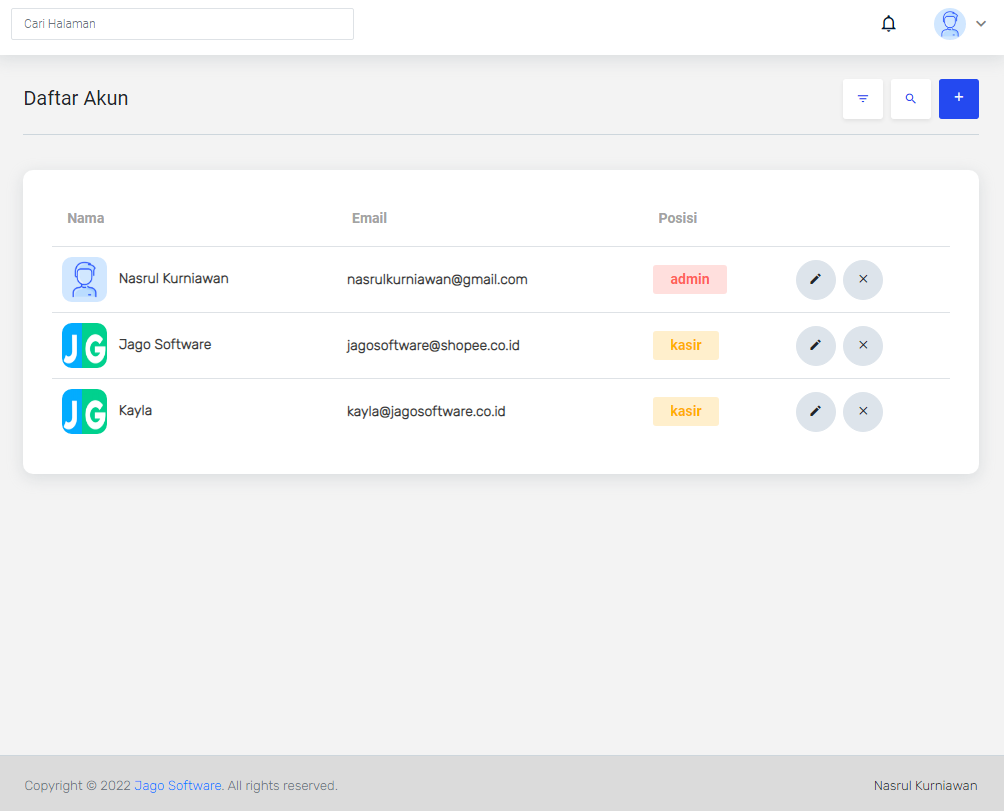 Cari Halaman
Daftar Akun
Nama Email Posisi
Nasrul Kurniawan nasrulkurniawan@gmail.com admin
JG Jago Software jagosoftware@shopee.co.id kasir
JG Kayla kayla@jagosoftware.co.id kasir
Copyright © 2022 Jago Software. All rights reserved. Nasrul Kurniawan